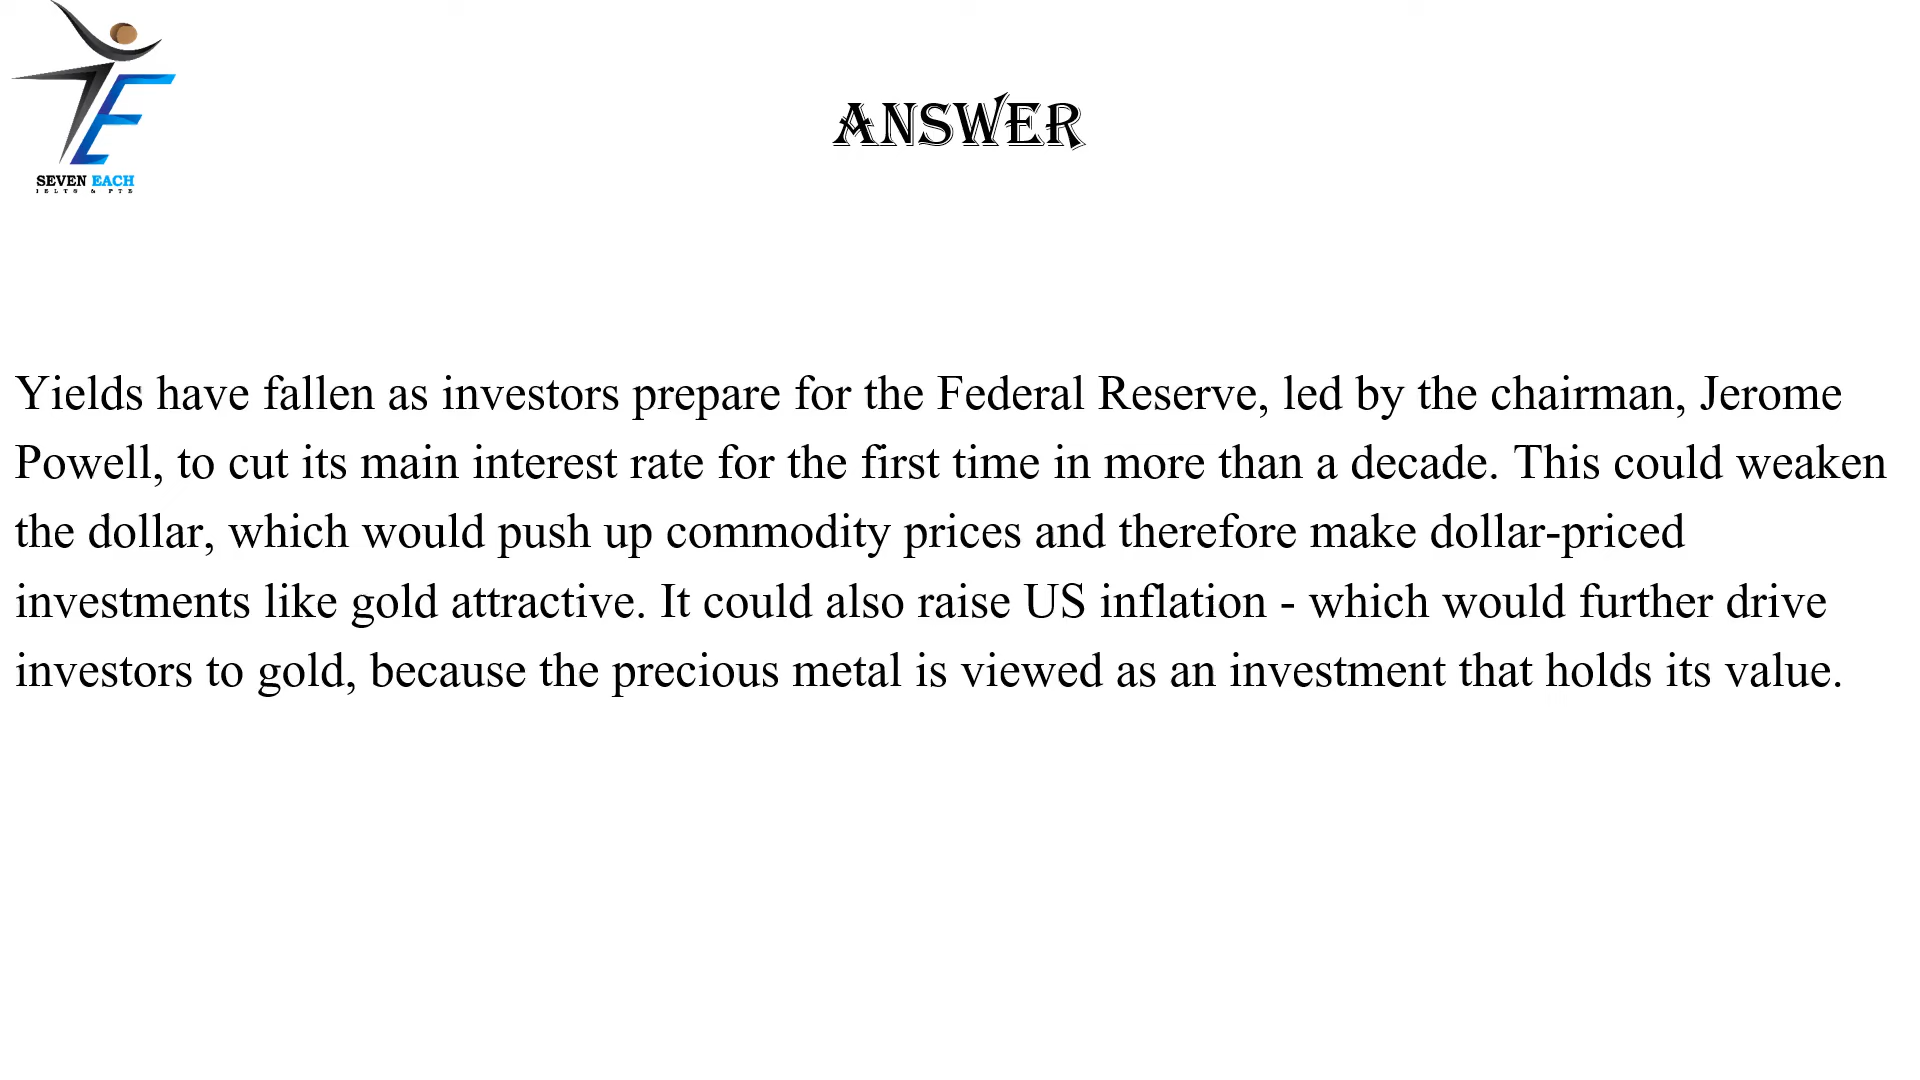 SEVEN EACH
IELTS & PTE
ANSWER
Yields have fallen as investors prepare for the Federal Reserve, led by the chairman, Jerome
Powell, to cut its main interest rate for the first time in more than a decade. This could weaken
the dollar, which would push up commodity prices and therefore make dollar-priced
investments like gold attractive. It could also raise US inflation - which would further drive
investors to gold, because the precious metal is viewed as an investment that holds its value.